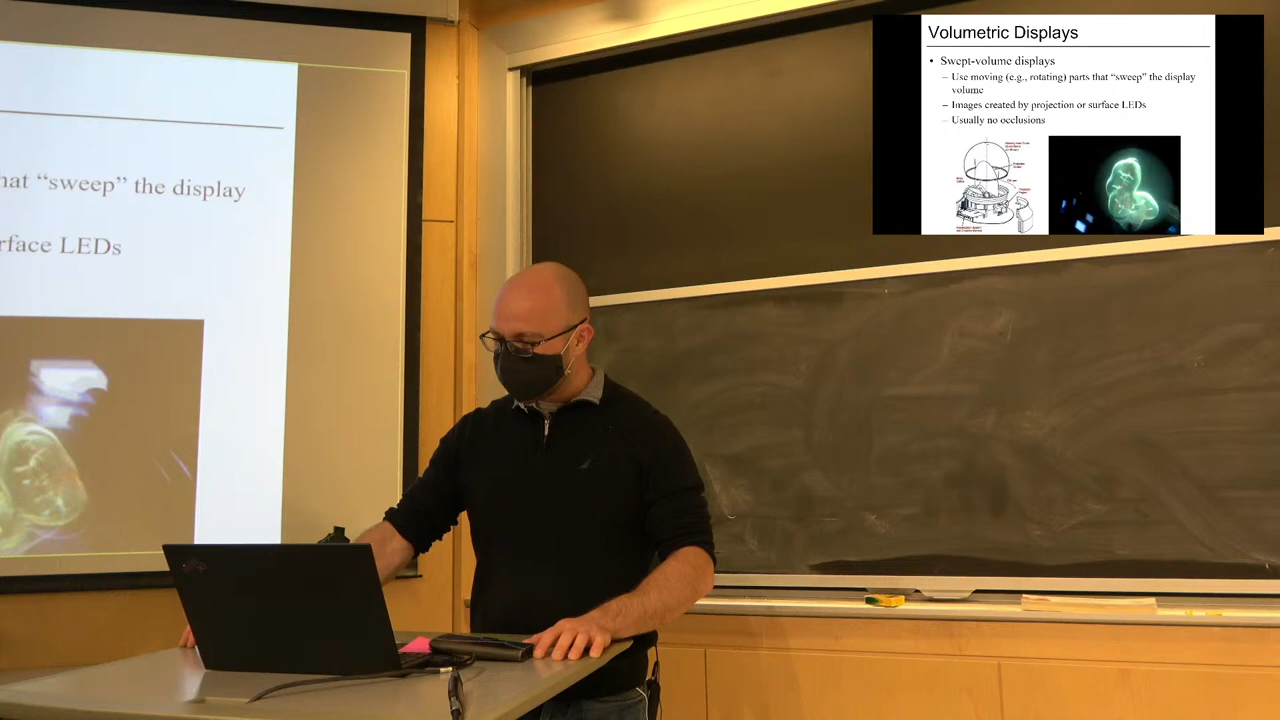 Volumetric Displays
• Swept-volume displays
– Use moving (e.g., rotating) parts that “sweep” the display
volume
– Images created by projection or surface LEDs
– Usually no occlusions
hat “sweep” the display
rface LEDs